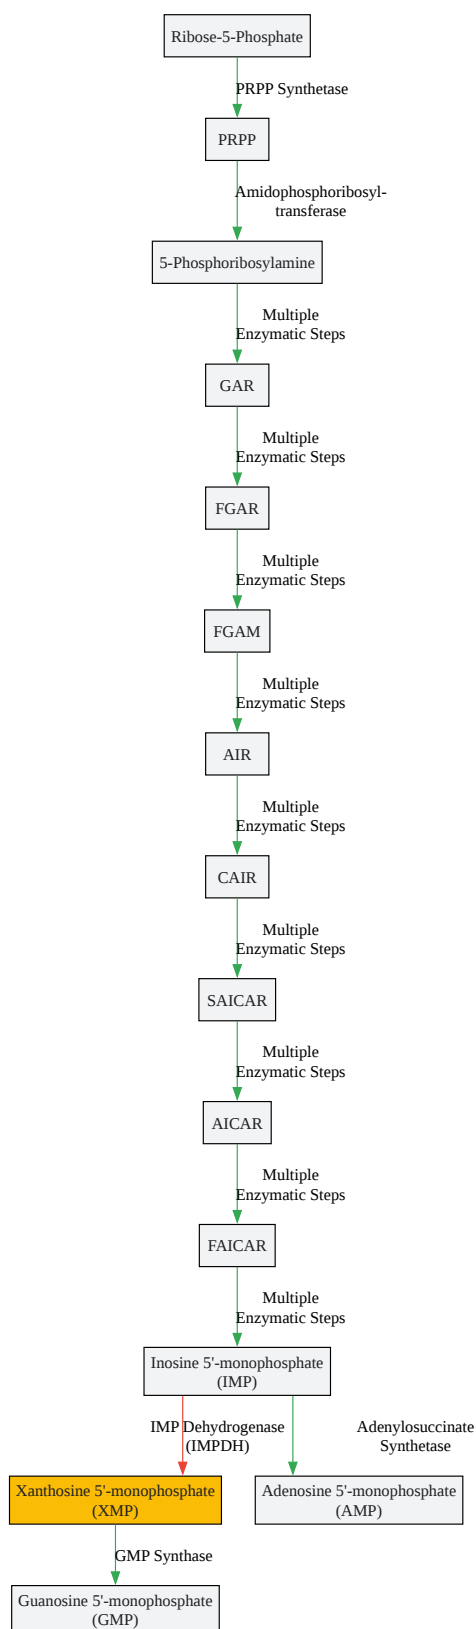 Ribose-5-Phosphate
PRPP Synthetase
PRPP
Amidophosphoribosyl-
transferase
5-Phosphoribosylamine
Multiple
Enzymatic Steps
GAR
Multiple
Enzymatic Steps
FGAR
Multiple
Enzymatic Steps
FGAM
Multiple
Enzymatic Steps
AIR
Multiple
Enzymatic Steps
CAIR
Multiple
Enzymatic Steps
SAICAR
Multiple
Enzymatic Steps
AICAR
Multiple
Enzymatic Steps
FAICAR
Multiple
Enzymatic Steps
Inosine 5'-monophosphate
(IMP)
IMP Dehydrogenase
(IMPDH)
Adenylosuccinate
Synthetase
Xanthosine 5'-monophosphate
(XMP)
Adenosine 5'-monophosphate
(AMP)
GMP Synthase
Guanosine 5'-monophosphate
(GMP)